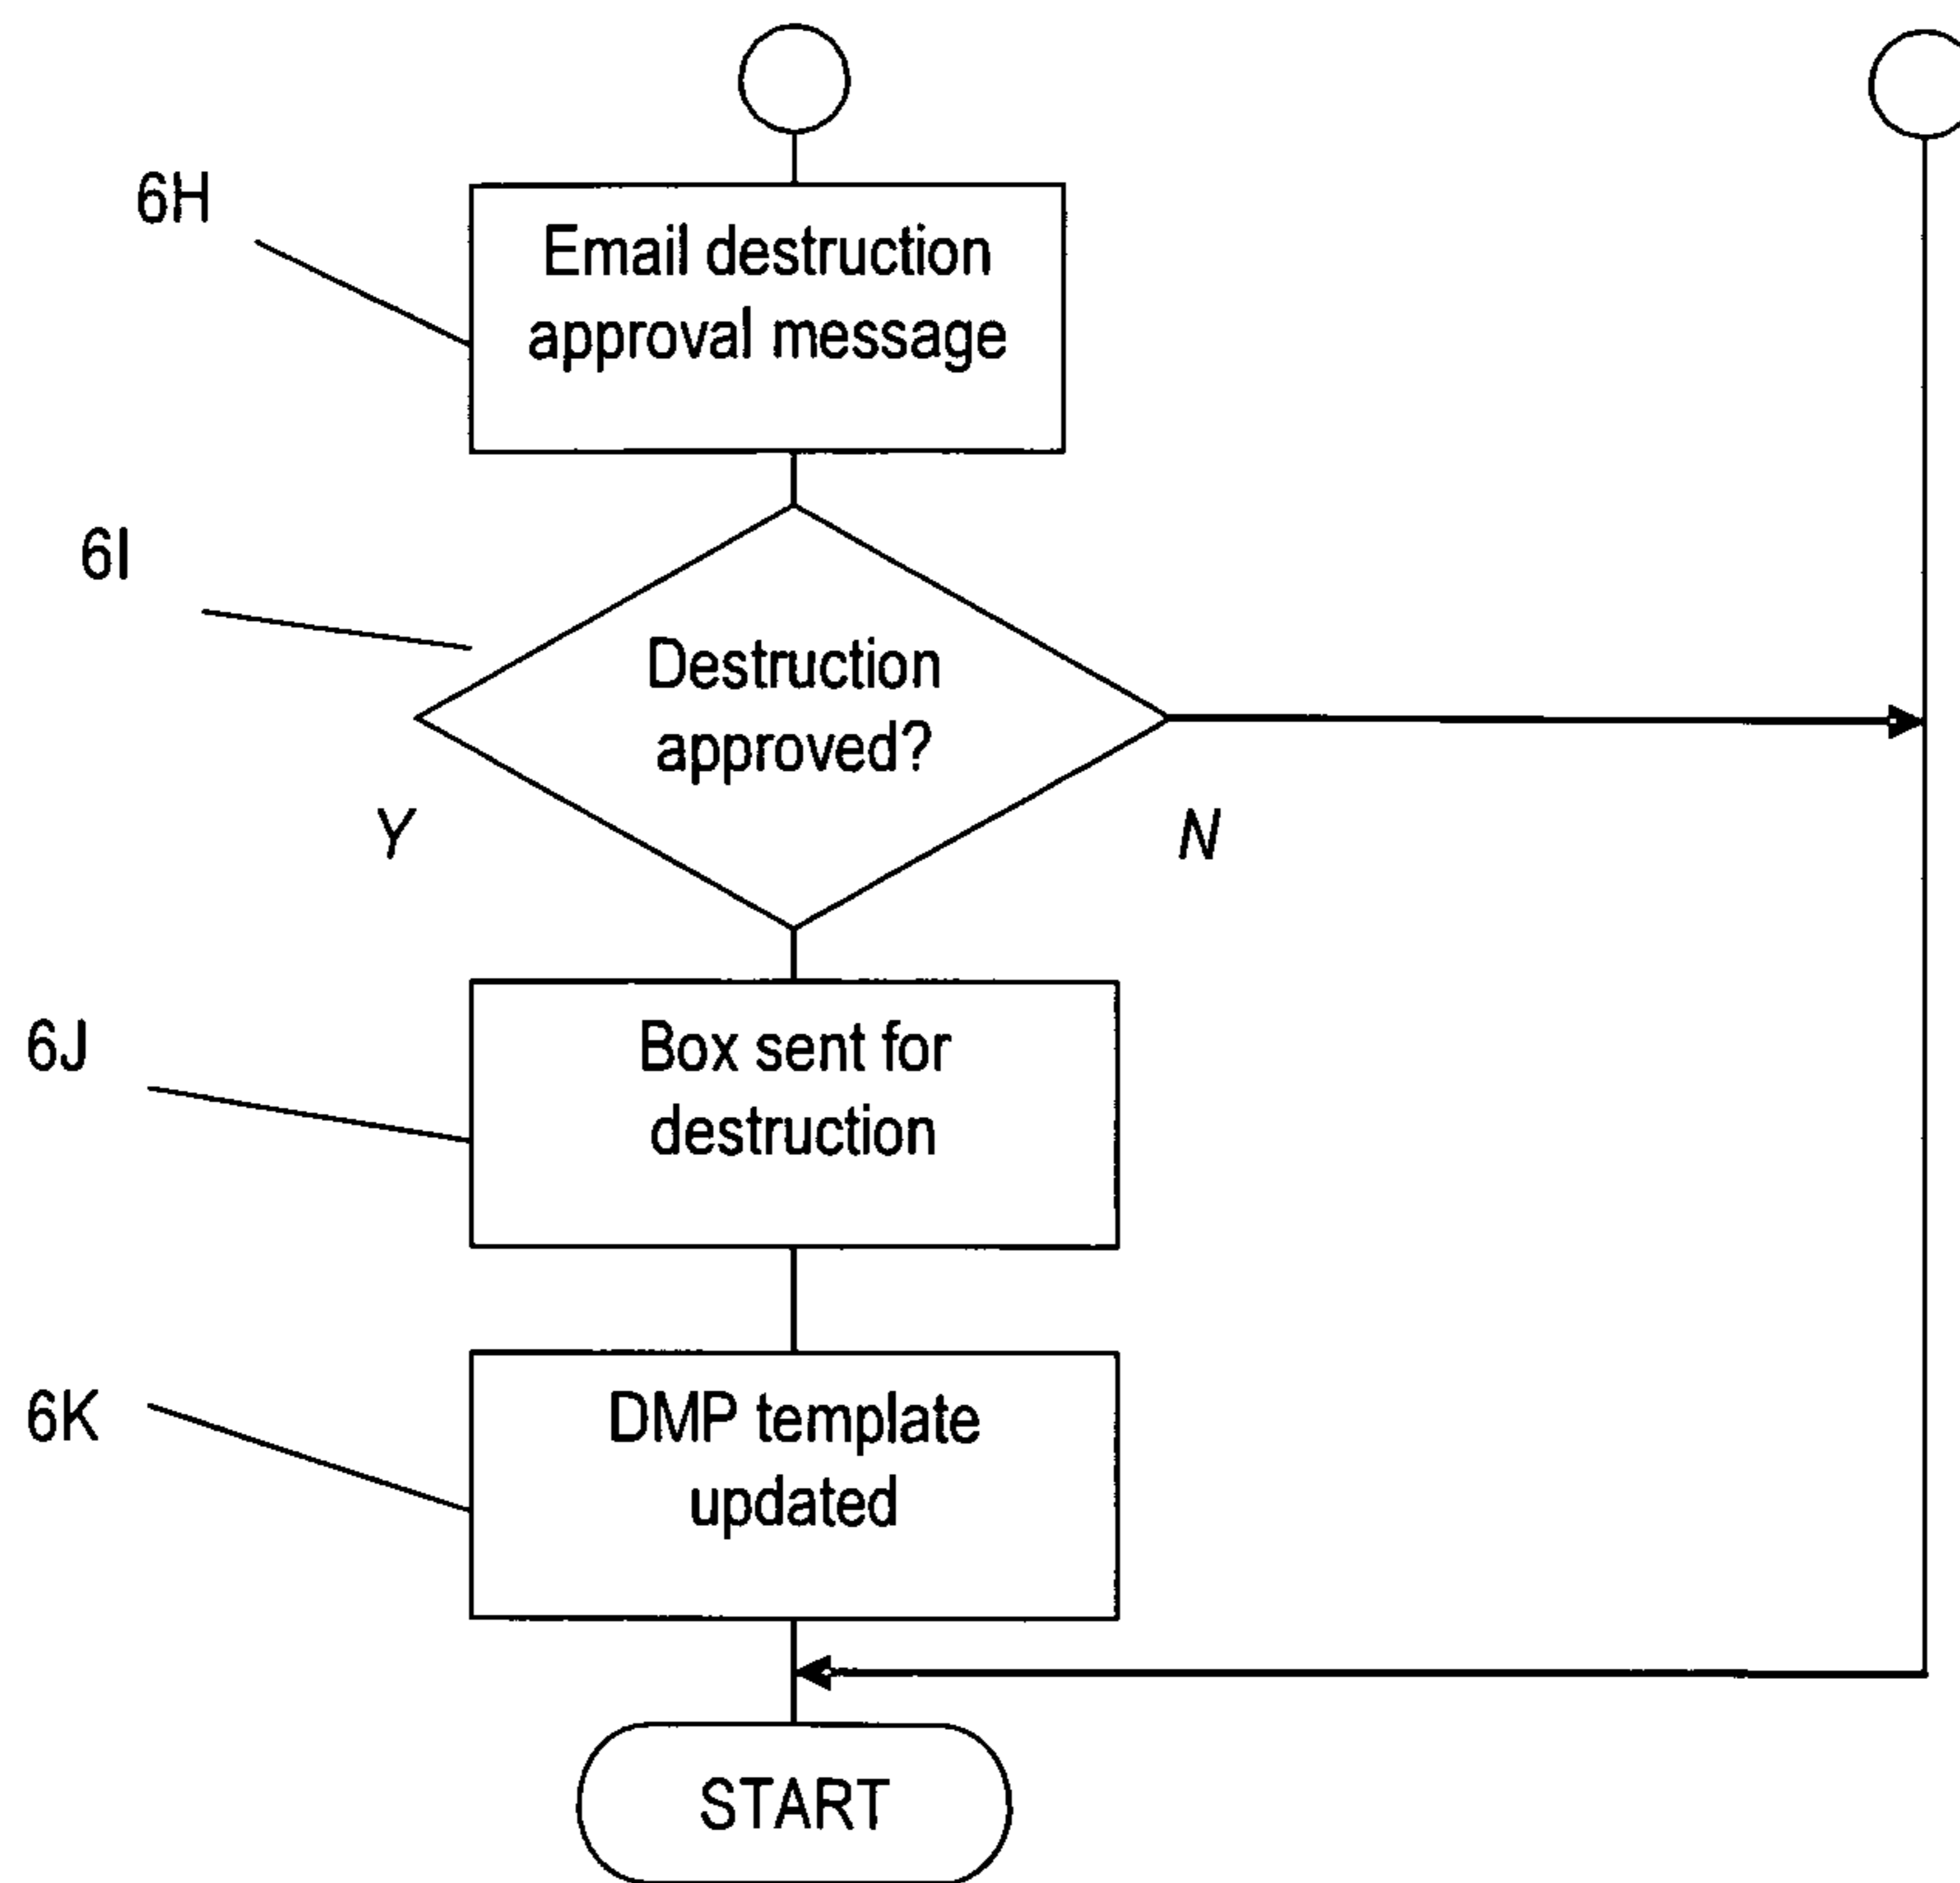 6H
Email destruction
approval message
6I
Destruction
approved?
Y
N
6J
Box sent for
destruction
6K
DMP template
updated
START